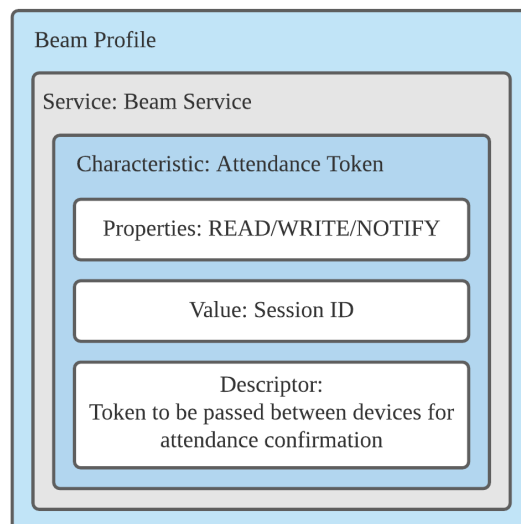 Beam Profile
Service: Beam Service
Characteristic: Attendance Token
Properties: READ/WRITE/NOTIFY
Value: Session ID
Descriptor:
Token to be passed between devices for
attendance confirmation